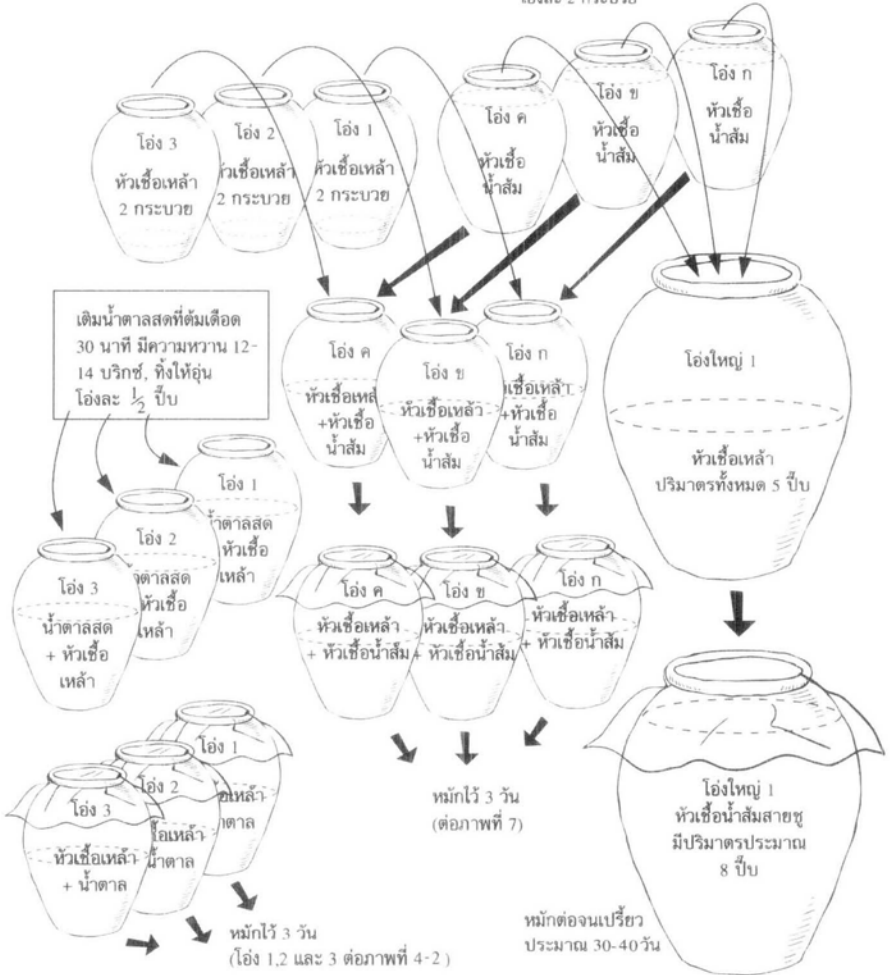 โอ่งละ 2 กระบวย
โอ่ง 3
หัวเชื้อเหล้า
2 กระบวย
โอ่ง 2
หัวเชื้อเหล้า
2 กระบวย
โอ่ง 1
หัวเชื้อเหล้า
2 กระบวย
โอ่ง ค
หัวเชื้อ
น้ำส้ม
โอ่ง ข
หัวเชื้อ
น้ำส้ม
โอ่ง ก
หัวเชื้อ
น้ำส้ม
เติมน้ำตาลสดที่ต้มเดือด
30 นาที มีความหวาน 12-
14 บริกซ์, ทิ้งให้อุ่น
โอ่งละ 1/2 ปี๊บ
โอ่ง ค
หัวเชื้อเหล้
+หัวเชื้อ
น้ำส้ม
โอ่ง ข
หัวเชื้อเหล้า
+หัวเชื้อ
น้ำส้ม
โอ่ง ก
เชื้อเหล้า
+หัวเชื้อ
น้ำส้ม
โอ่งใหญ่ 1
หัวเชื้อเหล้า
ปริมาตรทั้งหมด 5 ปี๊บ
โอ่ง 1
น้ำตาลสด
หัวเชื้อ
เหล้า
โอ่ง 2
ตาลสด
หัวเชื้อ
เหล้า
โอ่ง 3
น้ำตาลสด
+ หัวเชื้อ
เหล้า
โอ่ง ค
หัวเชื้อเหล้า
+ หัวเชื้อน้ำส้ม
โอ่ง ข
หัวเชื้อเหล้า
+ หัวเชื้อน้ำส้ม
โอ่ง ก
หัวเชื้อเหล้า
+ หัวเชื้อน้ำส้ม
โอ่ง 1
อเหล้า
ตาล
โอ่ง 2
อเหล้า
น้ำตาล
โอ่ง 3
หัวเชื้อเหล้า
+ น้ำตาล
หมักไว้ 3 วัน
(ต่อภาพที่ 7)
โอ่งใหญ่ 1
หัวเชื้อน้ำส้มสายชู
มีปริมาตรประมาณ
8 ปี๊บ
หมักไว้ 3 วัน
(โอ่ง 1,2 และ 3 ต่อภาพที่ 4-2 )
หมักต่อจนเปรี้ยว
ประมาณ 30-40 วัน